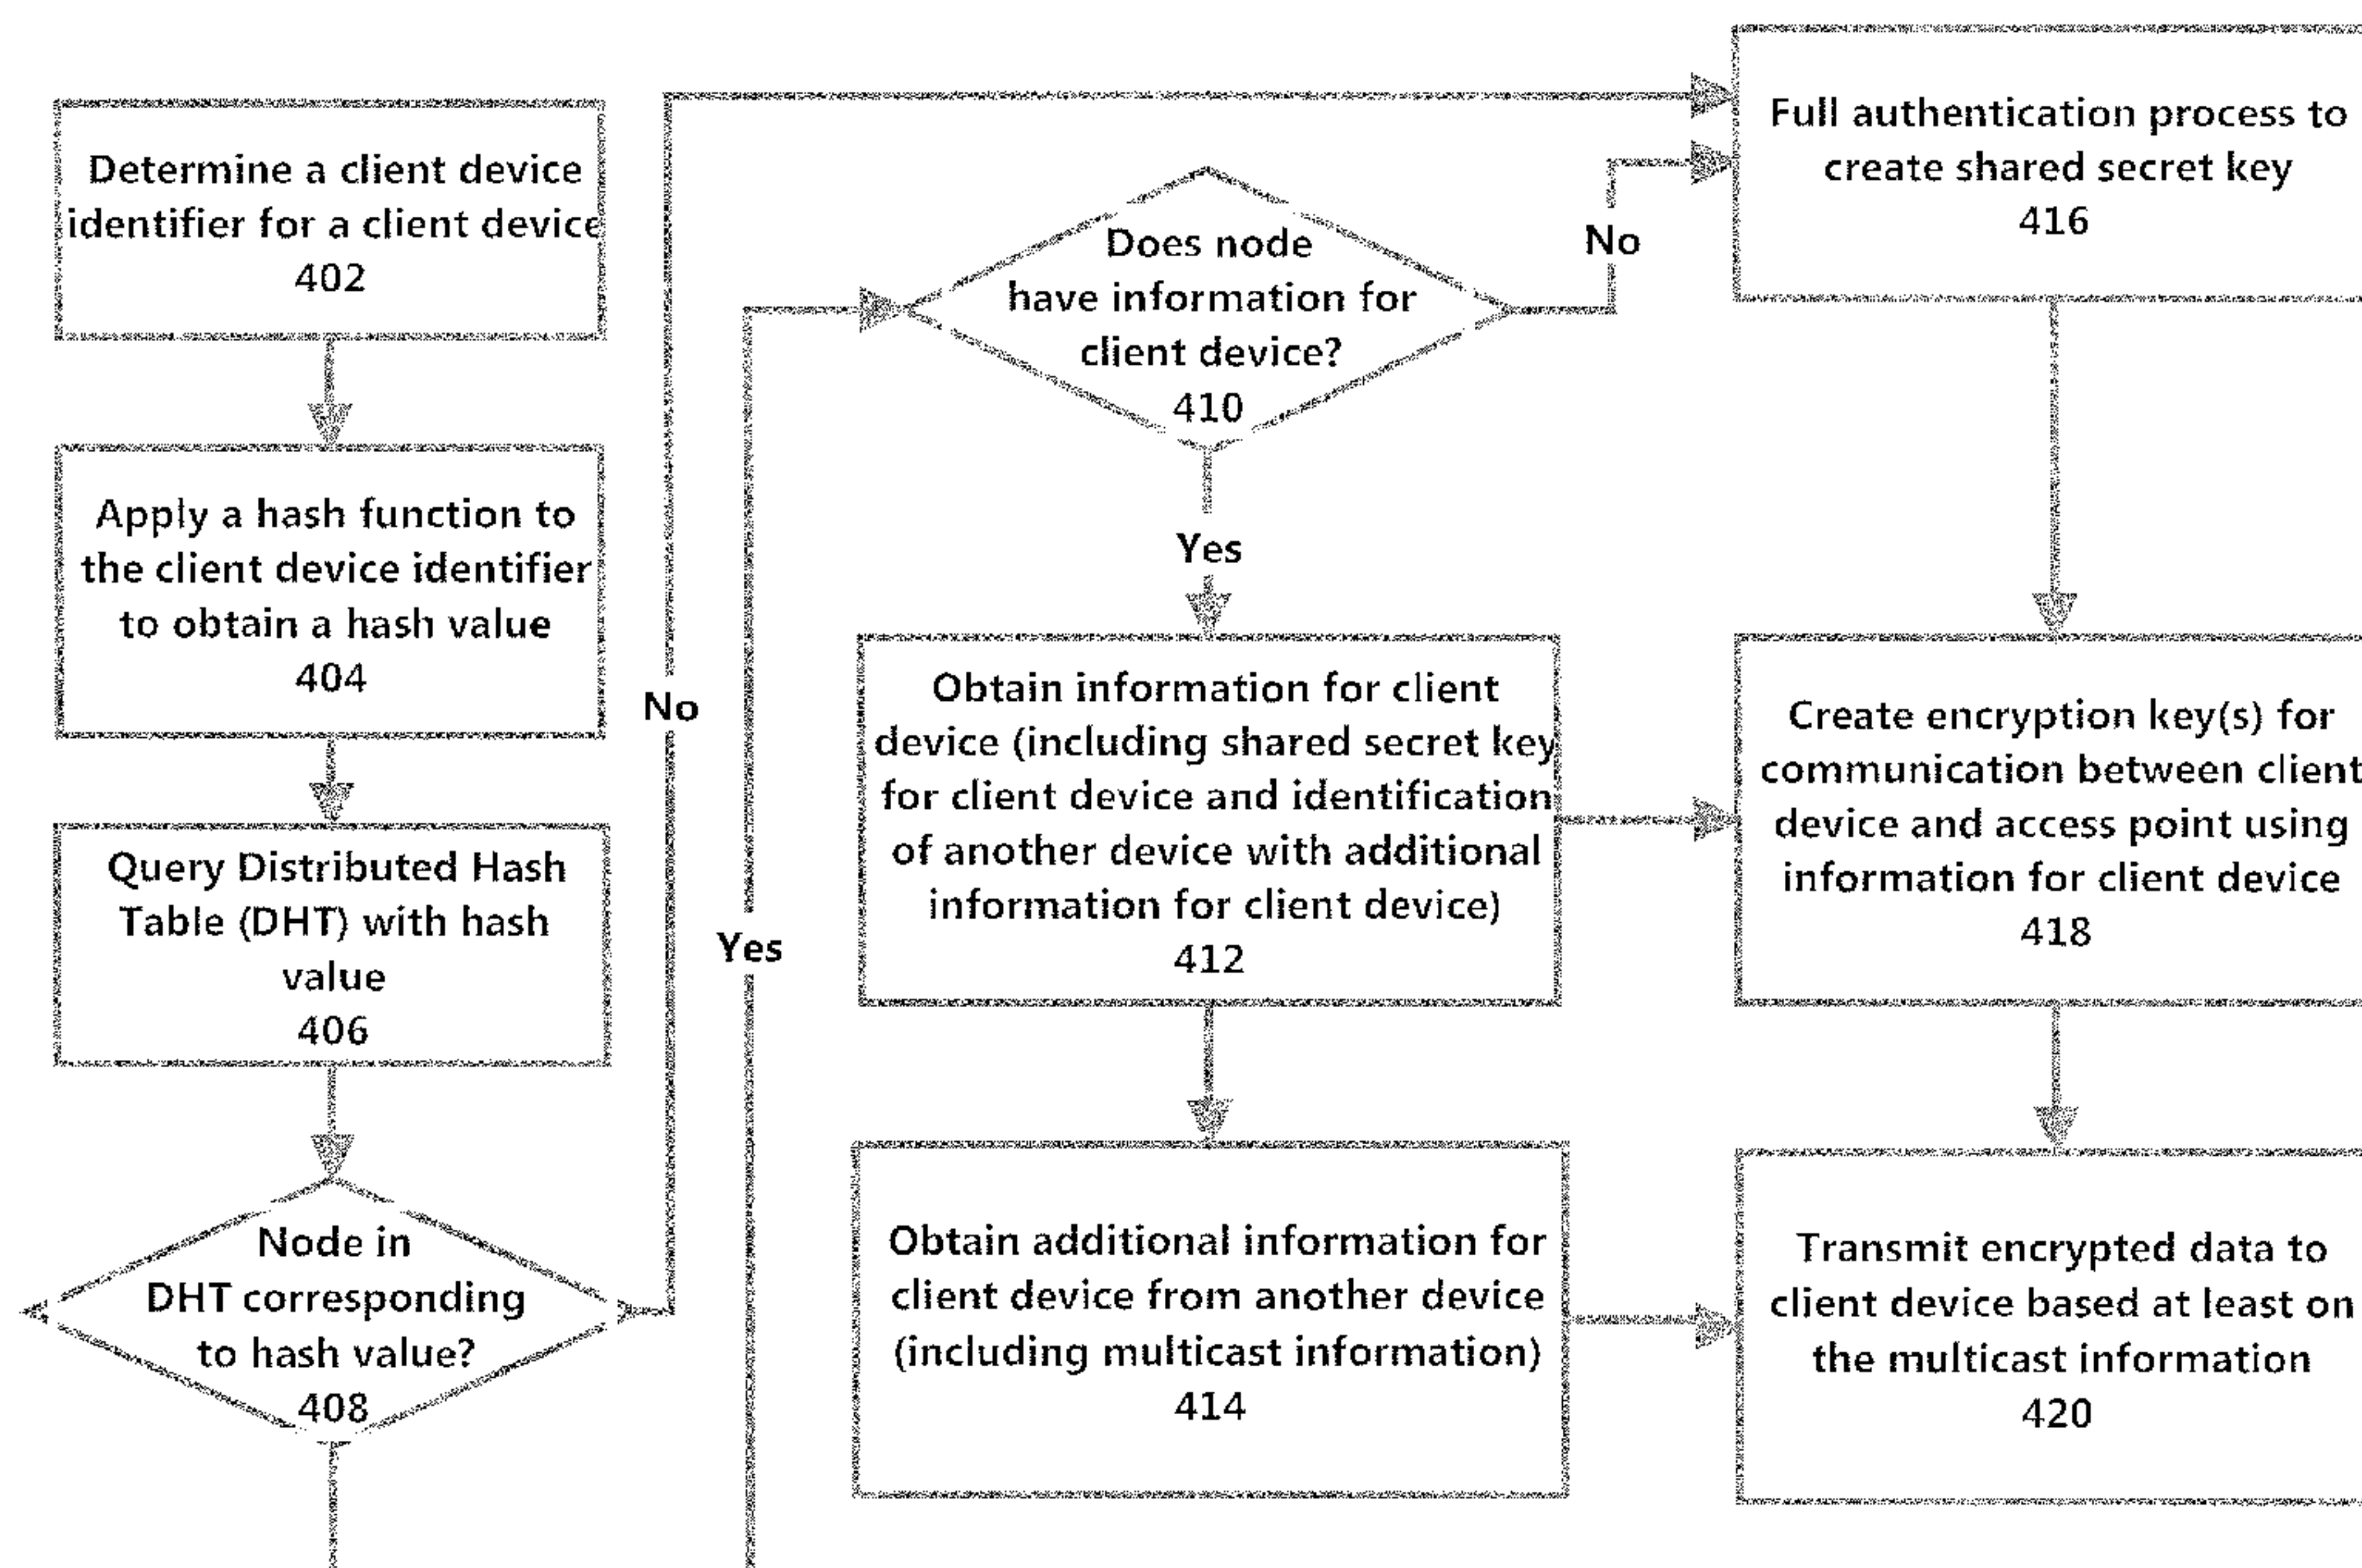 Determine a client device
identifier for a client device
402
Apply a hash function to
the client device identifier
to obtain a hash value
404
Query Distributed Hash
Table (DHT) with hash
value
406
Node in
DHT corresponding
to hash value?
408
No
Yes
Does node
have information for
client device?
410
No
Yes
Obtain information for client
device (including shared secret key
for client device and identification
of another device with additional
information for client device)
412
Obtain additional information for
client device from another device
(including multicast information)
414
Full authentication process to
create shared secret key
416
Create encryption key(s) for
communication between client
device and access point using
information for client device
418
Transmit encrypted data to
client device based at least on
the multicast information
420